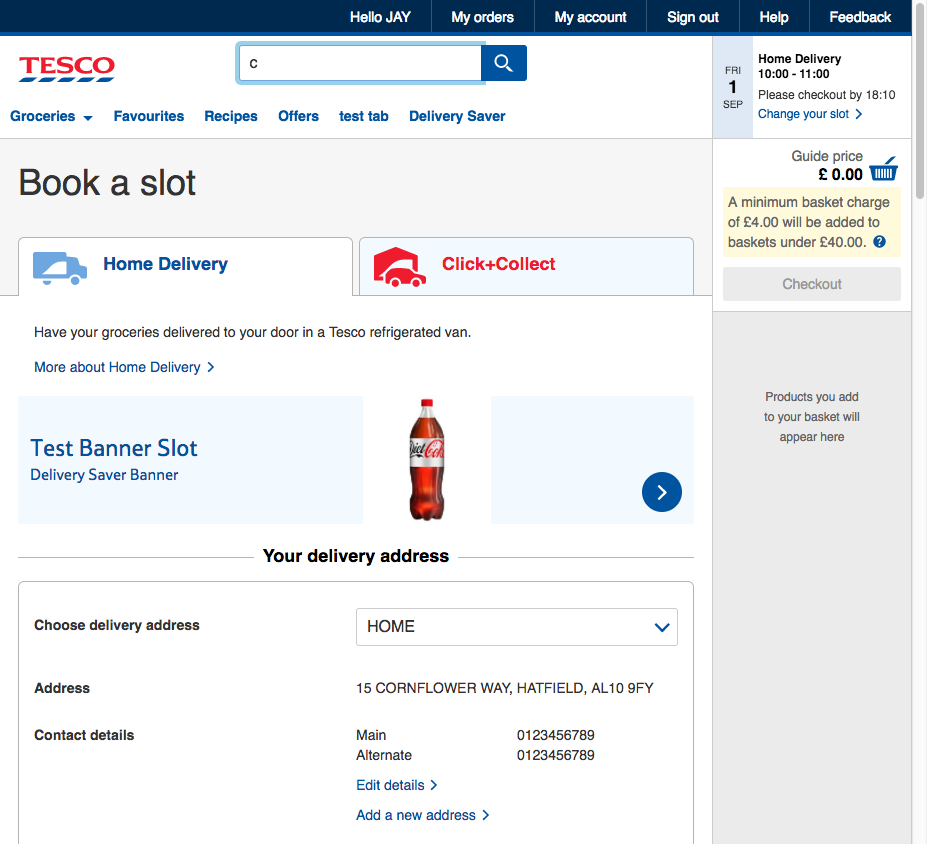 Hello JAY
My orders
My account
Sign out
Help
Feedback
TESCO
c
Groceries
Favourites
Recipes
Offers
test tab
Delivery Saver
FRI
1
SEP
Home Delivery
10:00 - 11:00
Please checkout by 18:10
Change your slot
Guide price
£ 0.00
A minimum basket charge
of £4.00 will be added to
baskets under £40.00. ?
Checkout
Products you add
to your basket will
appear here
Book a slot
Home Delivery
Click+Collect
Have your groceries delivered to your door in a Tesco refrigerated van.
More about Home Delivery
Test Banner Slot
Delivery Saver Banner
Diet Coke
Your delivery address
Choose delivery address
HOME
Address
15 CORNFLOWER WAY, HATFIELD, AL10 9FY
Contact details
Main 0123456789
Alternate 0123456789
Edit details
Add a new address